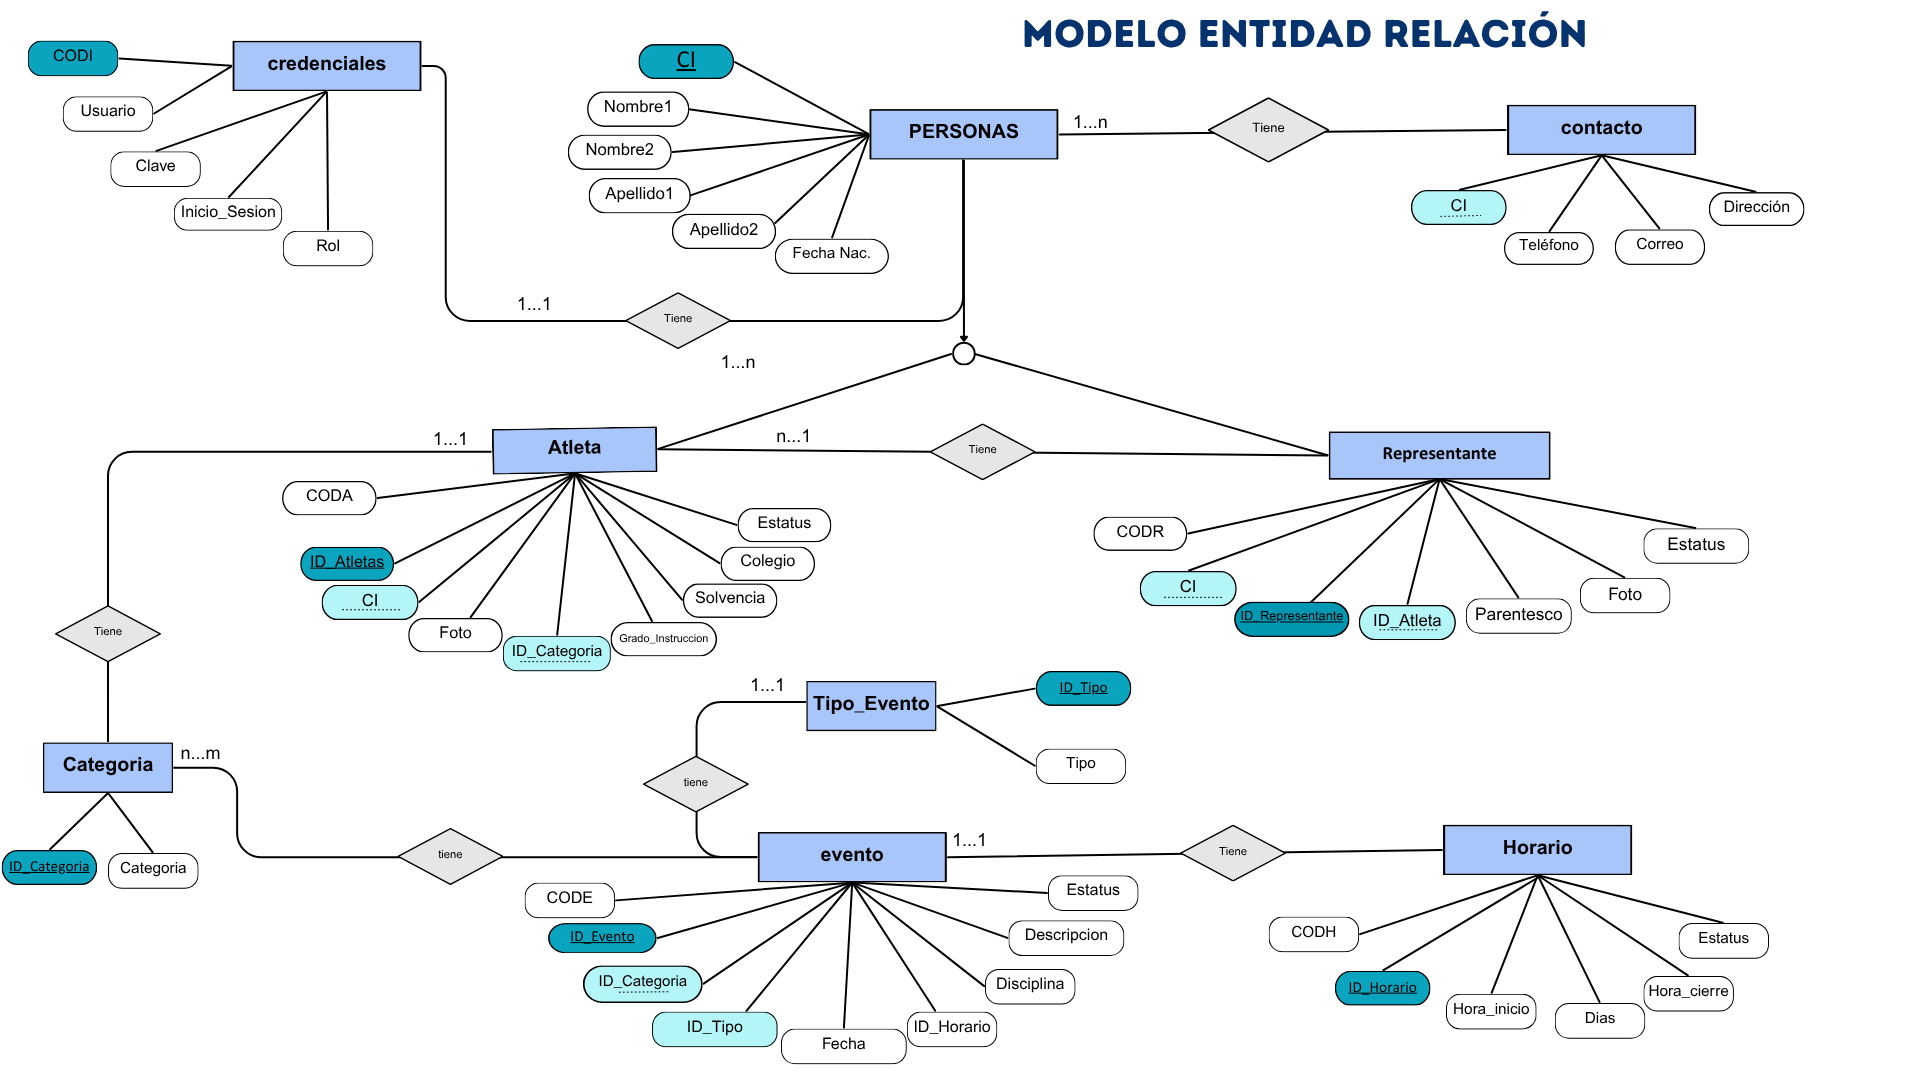 MODELO ENTIDAD RELACIÓN
CODI
credenciales
Usuario
Clave
Inicio_Sesion
Rol
CI
Nombre1
Nombre2
Apellido1
Apellido2
Fecha Nac.
PERSONAS
1...n
Tiene
contacto
CI
Teléfono
Correo
Dirección
1...1
Tiene
1...n
1...1
Atleta
n...1
Tiene
Representante
CODA
ID_Atletas
CI
Foto
ID_Categoria
Grado_Instruccion
Solvencia
Colegio
Estatus
CODR
CI
ID_Representante
ID_Atleta
Parentesco
Foto
Estatus
Tiene
1...1
Tipo_Evento
ID_Tipo
Tipo
tiene
Categoria
n...m
ID_Categoria
Categoria
tiene
evento
1...1
Tiene
Horario
CODE
ID_Evento
ID_Categoria
ID_Tipo
Fecha
ID_Horario
Disciplina
Descripcion
Estatus
CODH
ID_Horario
Hora_inicio
Dias
Hora_cierre
Estatus